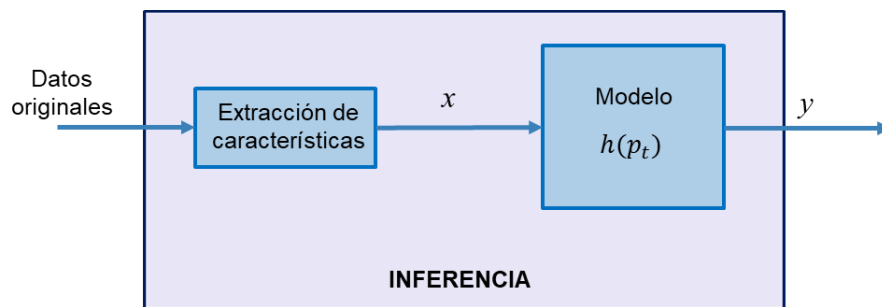 Datos
originales
Extracción de
características
x
Modelo
h(p_t)
y
INFERENCIA